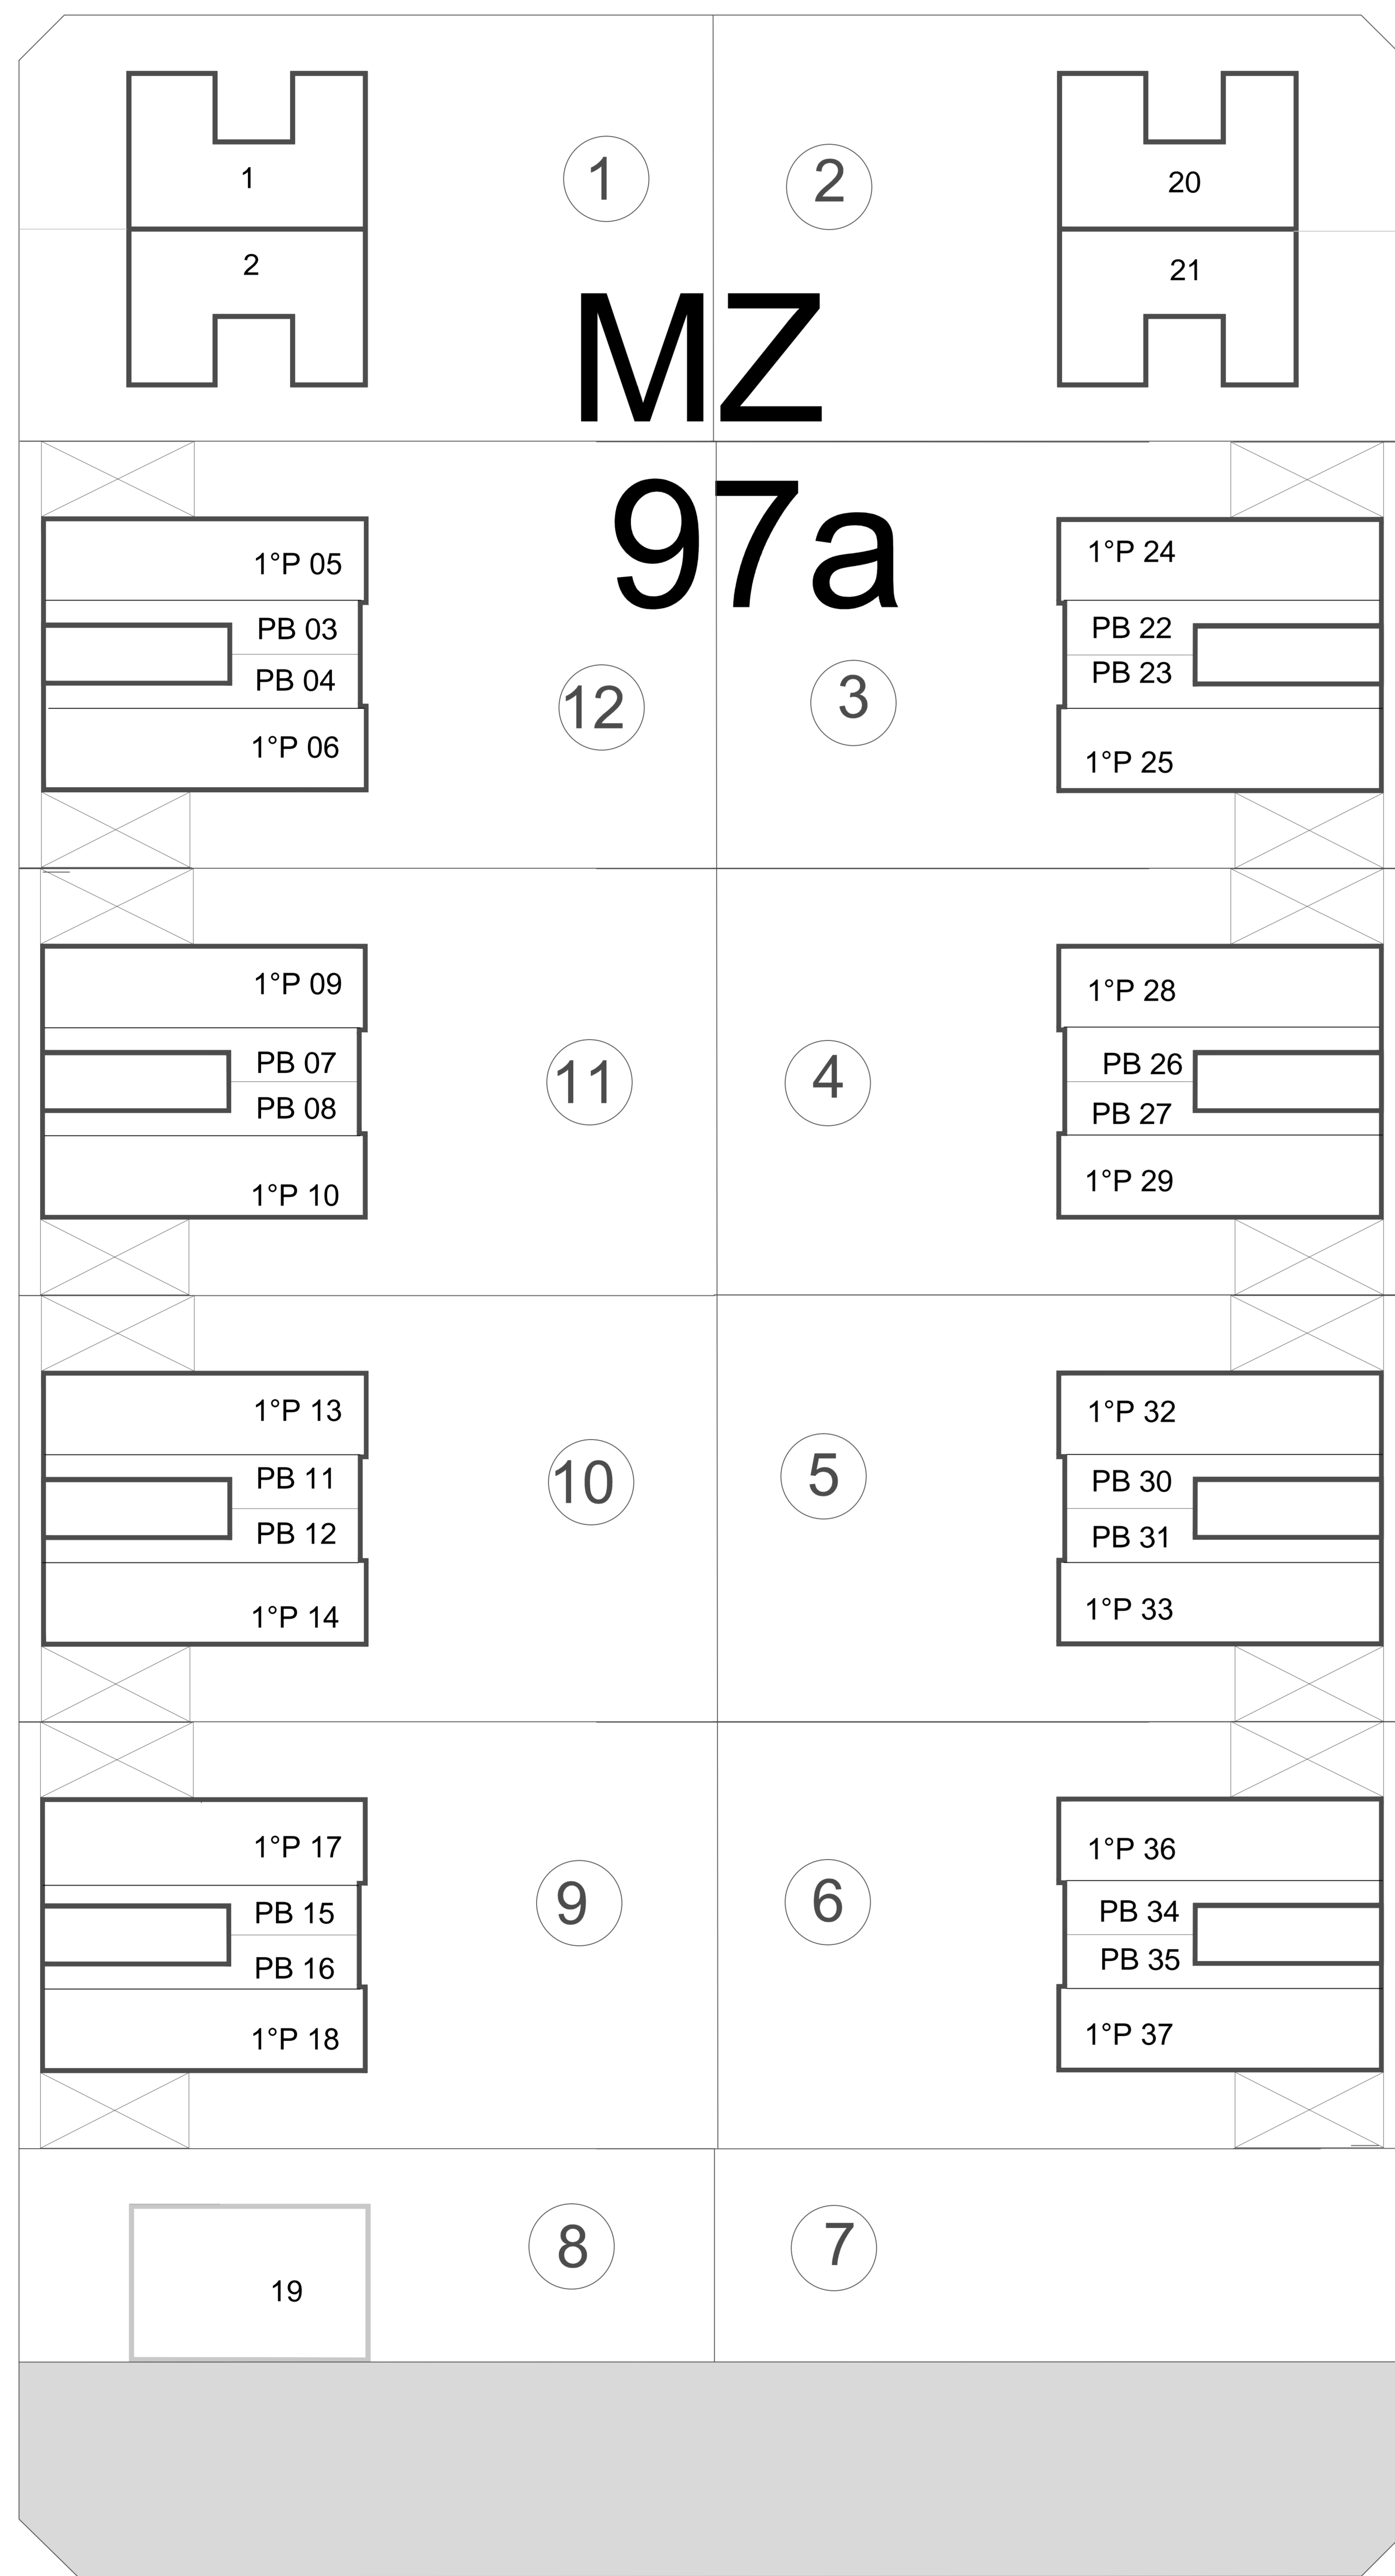 1
2
1
2
20
21
MZ
97a
1°P 05
PB 03
PB 04
1°P 06
12
3
1°P 24
PB 22
PB 23
1°P 25
1°P 09
PB 07
PB 08
1°P 10
11
4
1°P 28
PB 26
PB 27
1°P 29
1°P 13
PB 11
PB 12
1°P 14
10
5
1°P 32
PB 30
PB 31
1°P 33
1°P 17
PB 15
PB 16
1°P 18
9
6
1°P 36
PB 34
PB 35
1°P 37
19
8
7